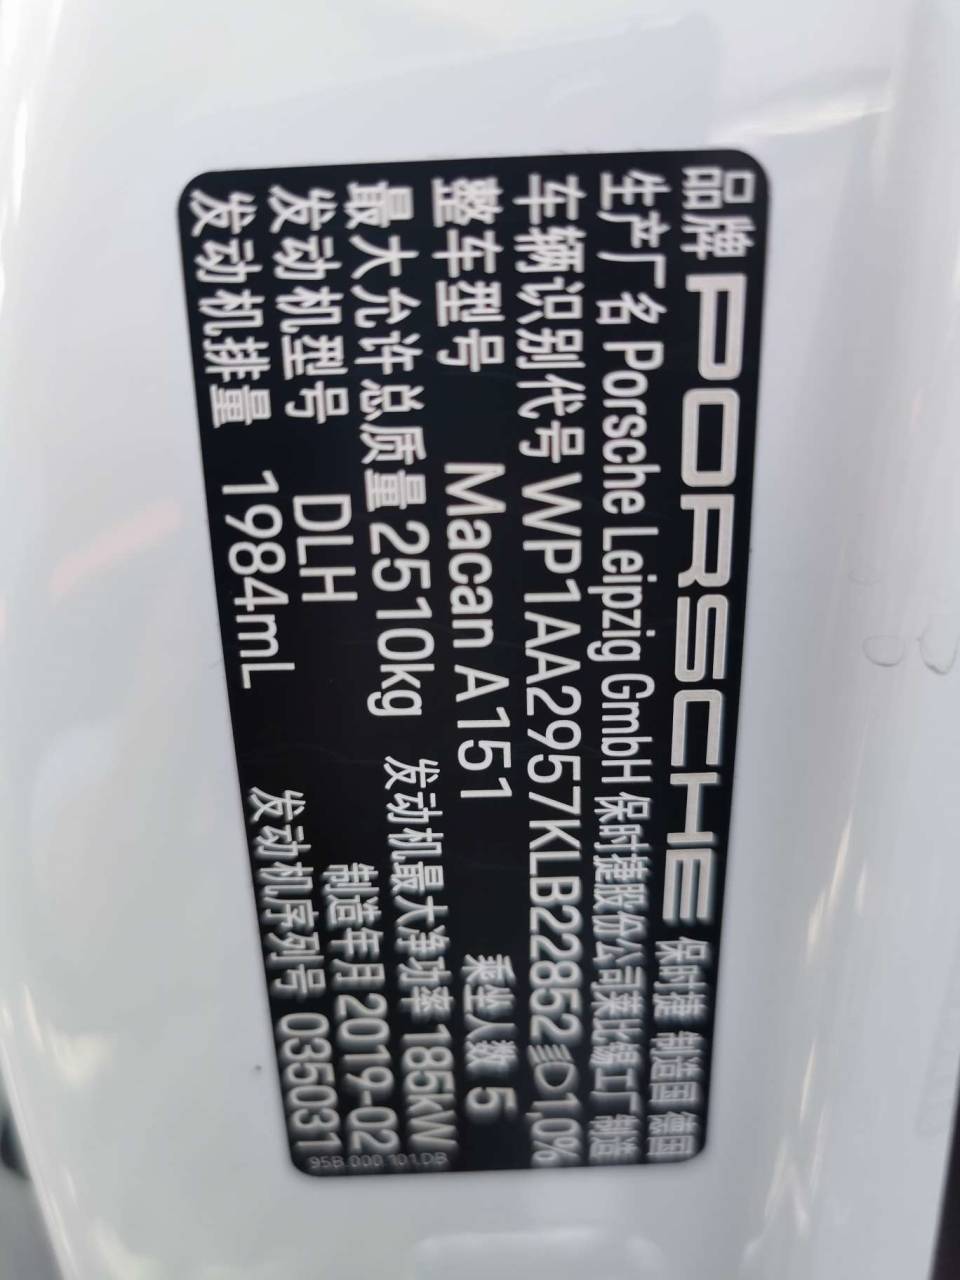 品牌 PORSCHE 保时捷 制造国 德国
生产厂名 Porsche Leipzig GmbH 保时捷股份公司莱比锡工厂 制造
车辆识别代号 WP1AA2957KLB22852 1,0%
整车型号 Macan A151 乘坐人数 5
最大允许总质量 2510kg 发动机最大净功率 185kW
发动机型号 DLH 制造年月 2019-02
发动机排量 1984mL 发动机序列号 035031
95B.000.101.DB